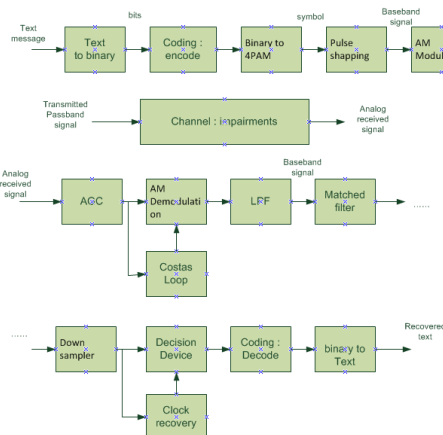 bits
symbol
Baseband
signal
Text
message
Text
to binary
Coding :
encode
Binary to
4PAM
Pulse
shapping
AM
Modul
Transmitted
Passband
signal
Channel : impairments
Analog
received
signal
Analog
received
signal
AGC
AM
Demodulati
on
LPF
Baseband
signal
Matched
filter
......
Costas
Loop
......
Down
sampler
Decision
Device
Coding :
Decode
binary to
Text
Recovered
text
Clock
recovery